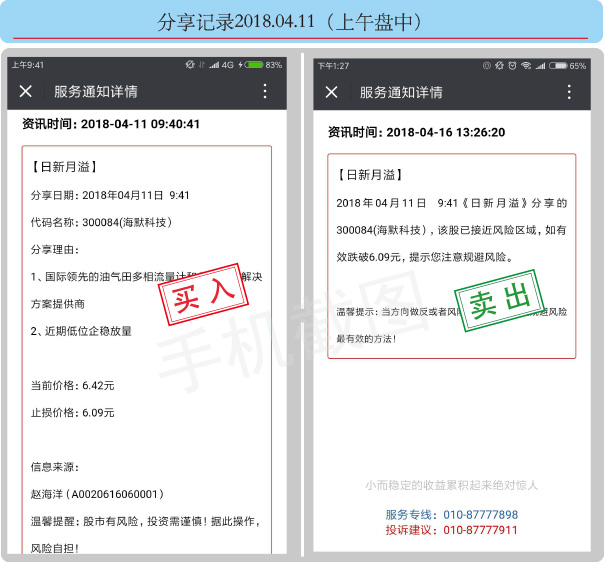 分享记录2018.04.11（上午盘中）
上午9:41
4G
83%
服务通知详情
资讯时间: 2018-04-11 09:40:41
【日新月溢】
分享日期: 2018年04月11日 9:41
代码名称: 300084(海默科技)
分享理由:
1、国际领先的油气田多相流量计 解决
方案提供商
2、近期低位企稳放量
买入
当前价格: 6.42元
止损价格: 6.09元
信息来源:
赵海洋（A0020616060001）
温馨提醒: 股市有风险，投资需谨慎！据此操作，
风险自担！
下午1:27
65%
服务通知详情
资讯时间: 2018-04-16 13:26:20
【日新月溢】
2018年04月11日 9:41《日新月溢》分享的
300084(海默科技)，该股已接近风险区域，如有
效跌破6.09元，提示您注意规避风险。
卖出
温馨提示: 当方向做反或者风 避风险
最有效的方法！
小而稳定的收益累积起来绝对惊人
服务专线: 010-87777898
投诉建议: 010-87777911
手机截图